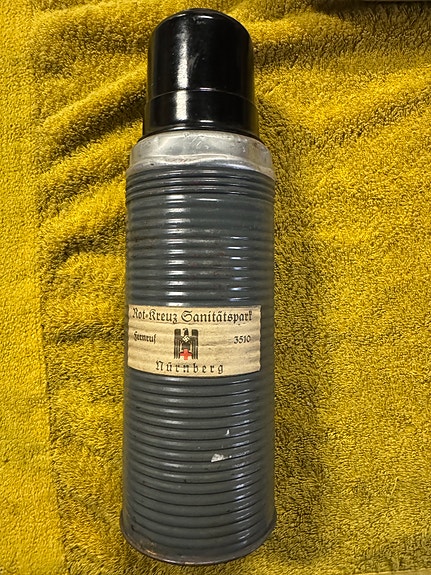 Rot-Kreuz Sanitätspark
Fernruf 3510
Nürnberg